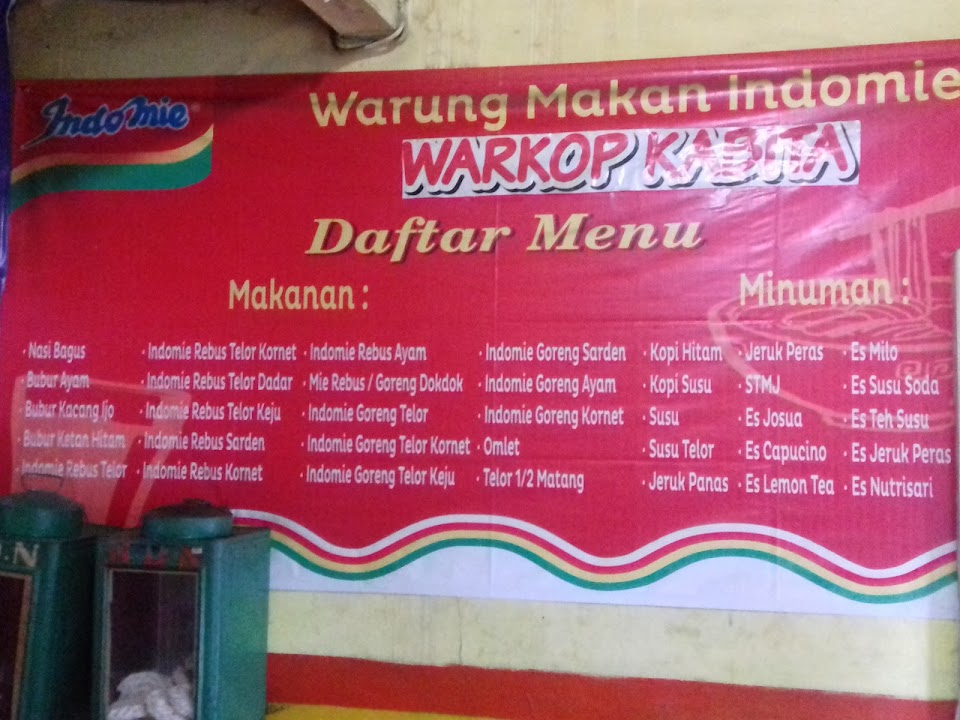 IndoMie
Warung Makan Indomie
WARKOP KABITA
Daftar Menu
Makanan :
· Nasi Bagus
· Bubur Ayam
· Bubur Kacang Ijo
· Bubur Ketan Hitam
· Indomie Rebus Telor
· Indomie Rebus Telor Kornet
· Indomie Rebus Telor Dadar
· Indomie Rebus Telor Keju
· Indomie Rebus Sarden
· Indomie Rebus Kornet
· Indomie Rebus Ayam
· Mie Rebus / Goreng Dokdok
· Indomie Goreng Telor
· Indomie Goreng Telor Kornet
· Indomie Goreng Telor Keju
· Indomie Goreng Sarden
· Indomie Goreng Ayam
· Indomie Goreng Kornet
· Omlet
· Telor 1/2 Matang
Minuman :
· Kopi Hitam
· Kopi Susu
· Susu
· Susu Telor
· Jeruk Panas
· Jeruk Peras
· STMJ
· Es Josua
· Es Capucino
· Es Lemon Tea
· Es Milo
· Es Susu Soda
· Es Teh Susu
· Es Jeruk Peras
· Es Nutrisari